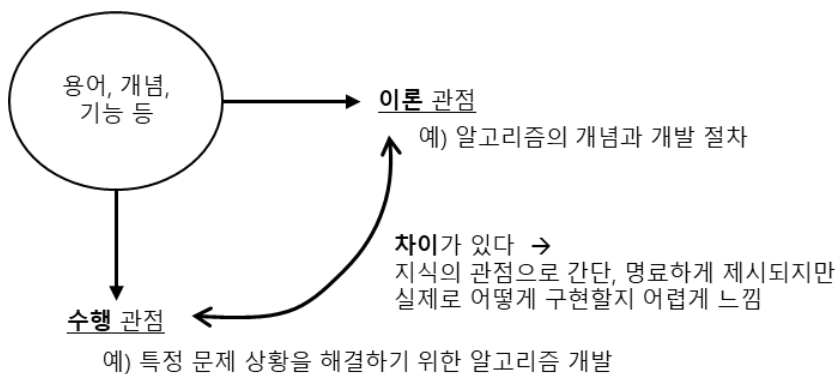 용어, 개념,
기능 등
이론 관점
예) 알고리즘의 개념과 개발 절차
차이가 있다 →
지식의 관점으로 간단, 명료하게 제시되지만
실제로 어떻게 구현할지 어렵게 느낌
수행 관점
예) 특정 문제 상황을 해결하기 위한 알고리즘 개발